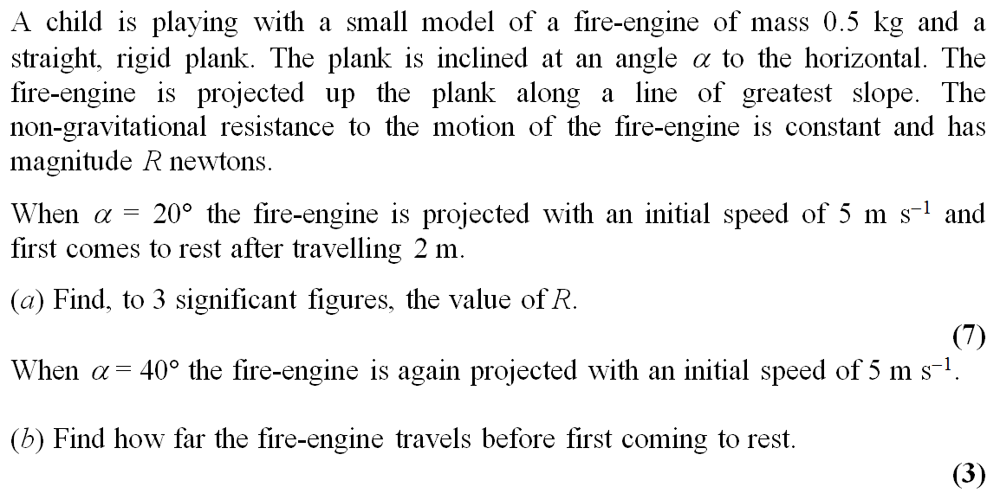 A child is playing with a small model of a fire-engine of mass 0.5 kg and a
straight, rigid plank. The plank is inclined at an angle α to the horizontal. The
fire-engine is projected up the plank along a line of greatest slope. The
non-gravitational resistance to the motion of the fire-engine is constant and has
magnitude R newtons.
When α = 20° the fire-engine is projected with an initial speed of 5 m s⁻¹ and
first comes to rest after travelling 2 m.
(a) Find, to 3 significant figures, the value of R.
(7)
When α = 40° the fire-engine is again projected with an initial speed of 5 m s⁻¹.
(b) Find how far the fire-engine travels before first coming to rest.
(3)